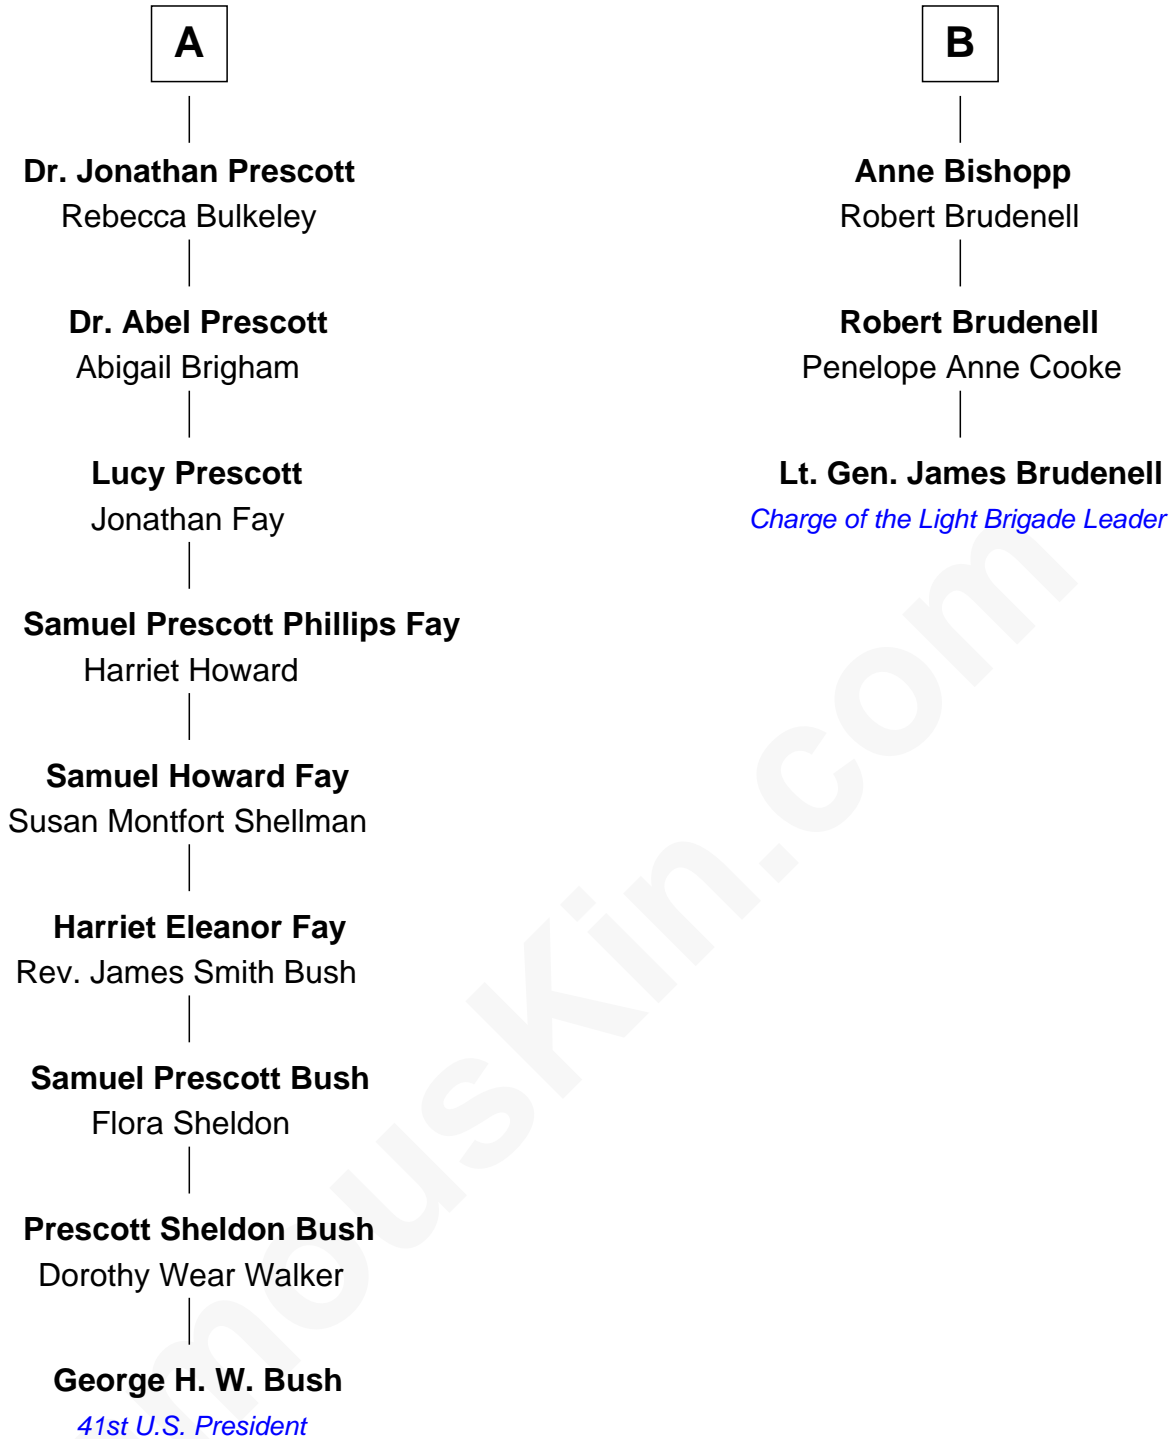 A
Dr. Jonathan Prescott
Rebecca Bulkeley
Dr. Abel Prescott
Abigail Brigham
Lucy Prescott
Jonathan Fay
Samuel Prescott Phillips Fay
Harriet Howard
Samuel Howard Fay
Susan Montfort Shellman
Harriet Eleanor Fay
Rev. James Smith Bush
Samuel Prescott Bush
Flora Sheldon
Prescott Sheldon Bush
Dorothy Wear Walker
George H. W. Bush
41st U.S. President
B
Anne Bishopp
Robert Brudenell
Robert Brudenell
Penelope Anne Cooke
Lt. Gen. James Brudenell
Charge of the Light Brigade Leader
mouskin.com